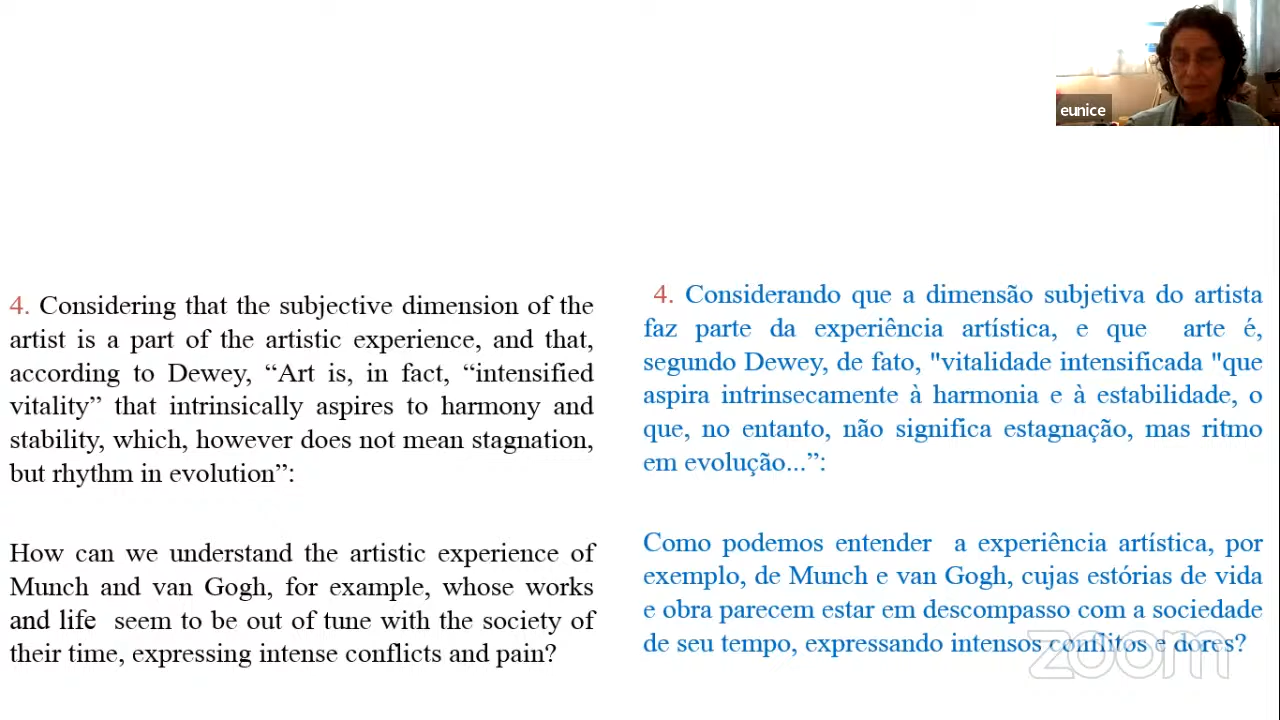 eunice
4. Considering that the subjective dimension of the
artist is a part of the artistic experience, and that,
according to Dewey, “Art is, in fact, “intensified
vitality” that intrinsically aspires to harmony and
stability, which, however does not mean stagnation,
but rhythm in evolution”:
How can we understand the artistic experience of
Munch and van Gogh, for example, whose works
and life seem to be out of tune with the society of
their time, expressing intense conflicts and pain?
4. Considerando que a dimensão subjetiva do artista
faz parte da experiência artística, e que arte é,
segundo Dewey, de fato, "vitalidade intensificada "que
aspira intrinsecamente à harmonia e à estabilidade, o
que, no entanto, não significa estagnação, mas ritmo
em evolução...”:
Como podemos entender a experiência artística, por
exemplo, de Munch e van Gogh, cujas estórias de vida
e obra parecem estar em descompasso com a sociedade
de seu tempo, expressando intensos conflitos e dores?
zoom